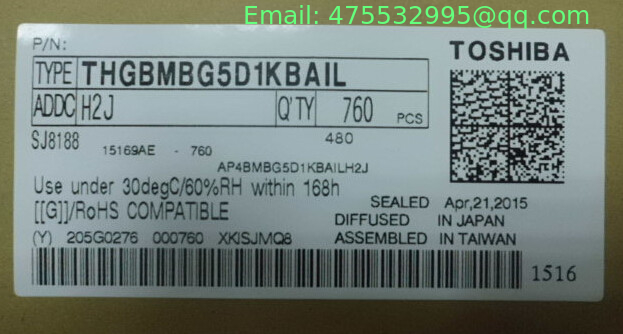 Email: 475532995@qq.com
P/N:
TOSHIBA
TYPE THGBMBG5D1KBAIL
ADDC H2J Q'TY 760 PCS
SJ8188 15169AE - 760 480
AP4BMBG5D1KBAILH2J
Use under 30degC/60%RH within 168h
SEALED Apr,21,2015
[[G]]/RoHS COMPATIBLE DIFFUSED IN JAPAN
(Y) 205G0276 000760 XKISJMQ8 ASSEMBLED IN TAIWAN
1516